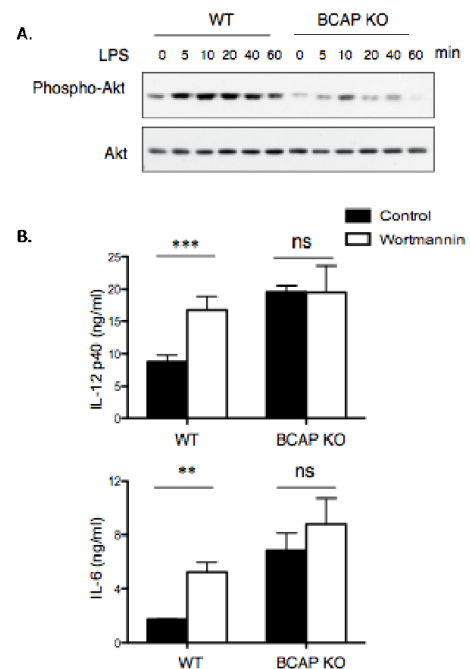 A.
WT BCAP KO
LPS 0 5 10 20 40 60 0 5 10 20 40 60 min
Phospho-Akt
Akt
Control
Wortmannin
B.
*** ns
25
20
15
10
5
0
IL-12 p40 (ng/ml)
WT BCAP KO
** ns
12
8
4
0
IL-6 (ng/ml)
WT BCAP KO